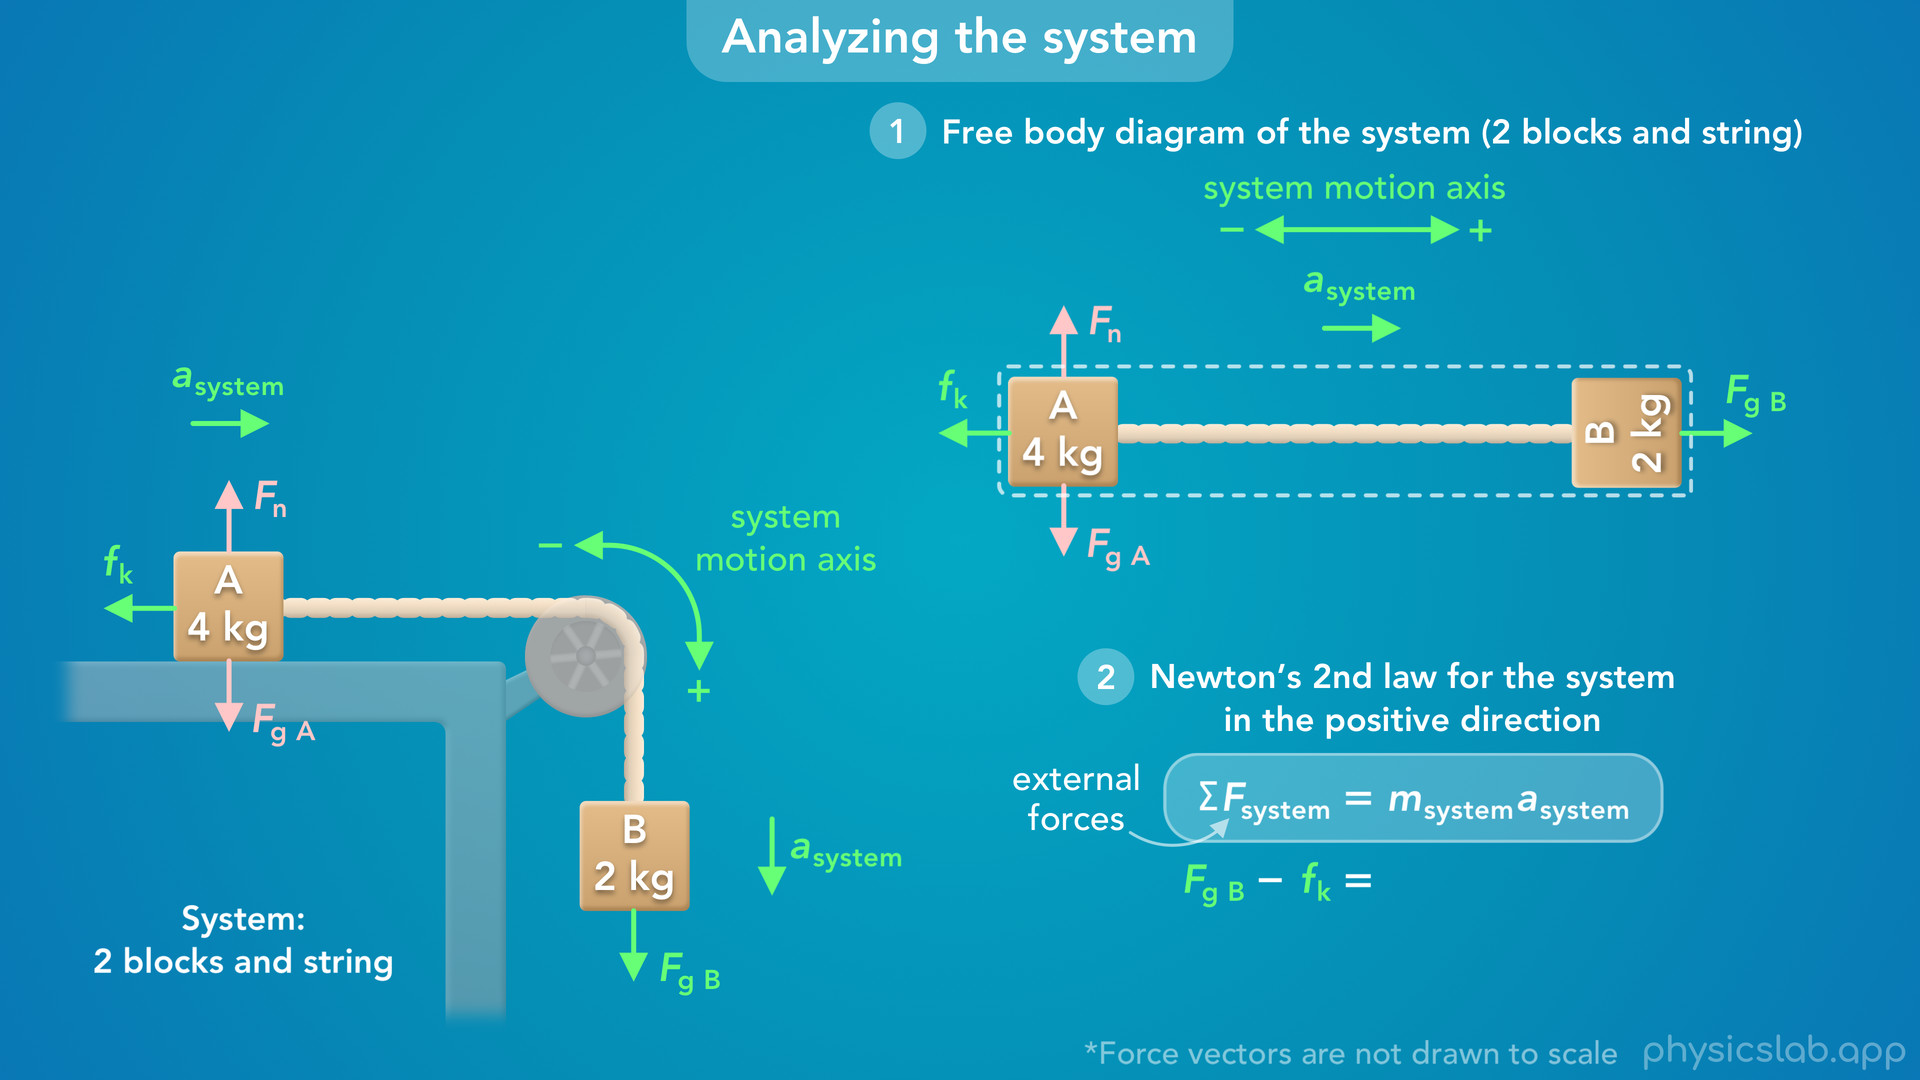 Analyzing the system
1 Free body diagram of the system (2 blocks and string)
system motion axis
− +
a system
F n
f k
A
4 kg
B
2 kg
F g B
F g A
a system
F n
f k
A
4 kg
F g A
system
motion axis
−
+
B
2 kg
a system
F g B
System:
2 blocks and string
2 Newton's 2nd law for the system
in the positive direction
external
forces
ΣF system = m system a system
F g B − f k =
*Force vectors are not drawn to scale
physicslab.app